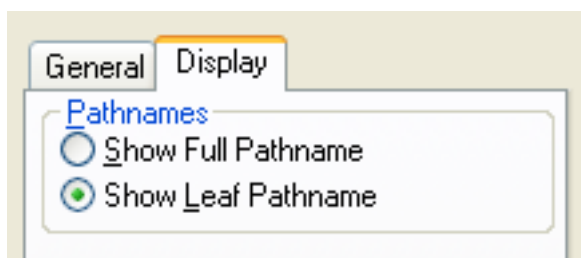 General Display
Pathnames
Show Full Pathname
Show Leaf Pathname